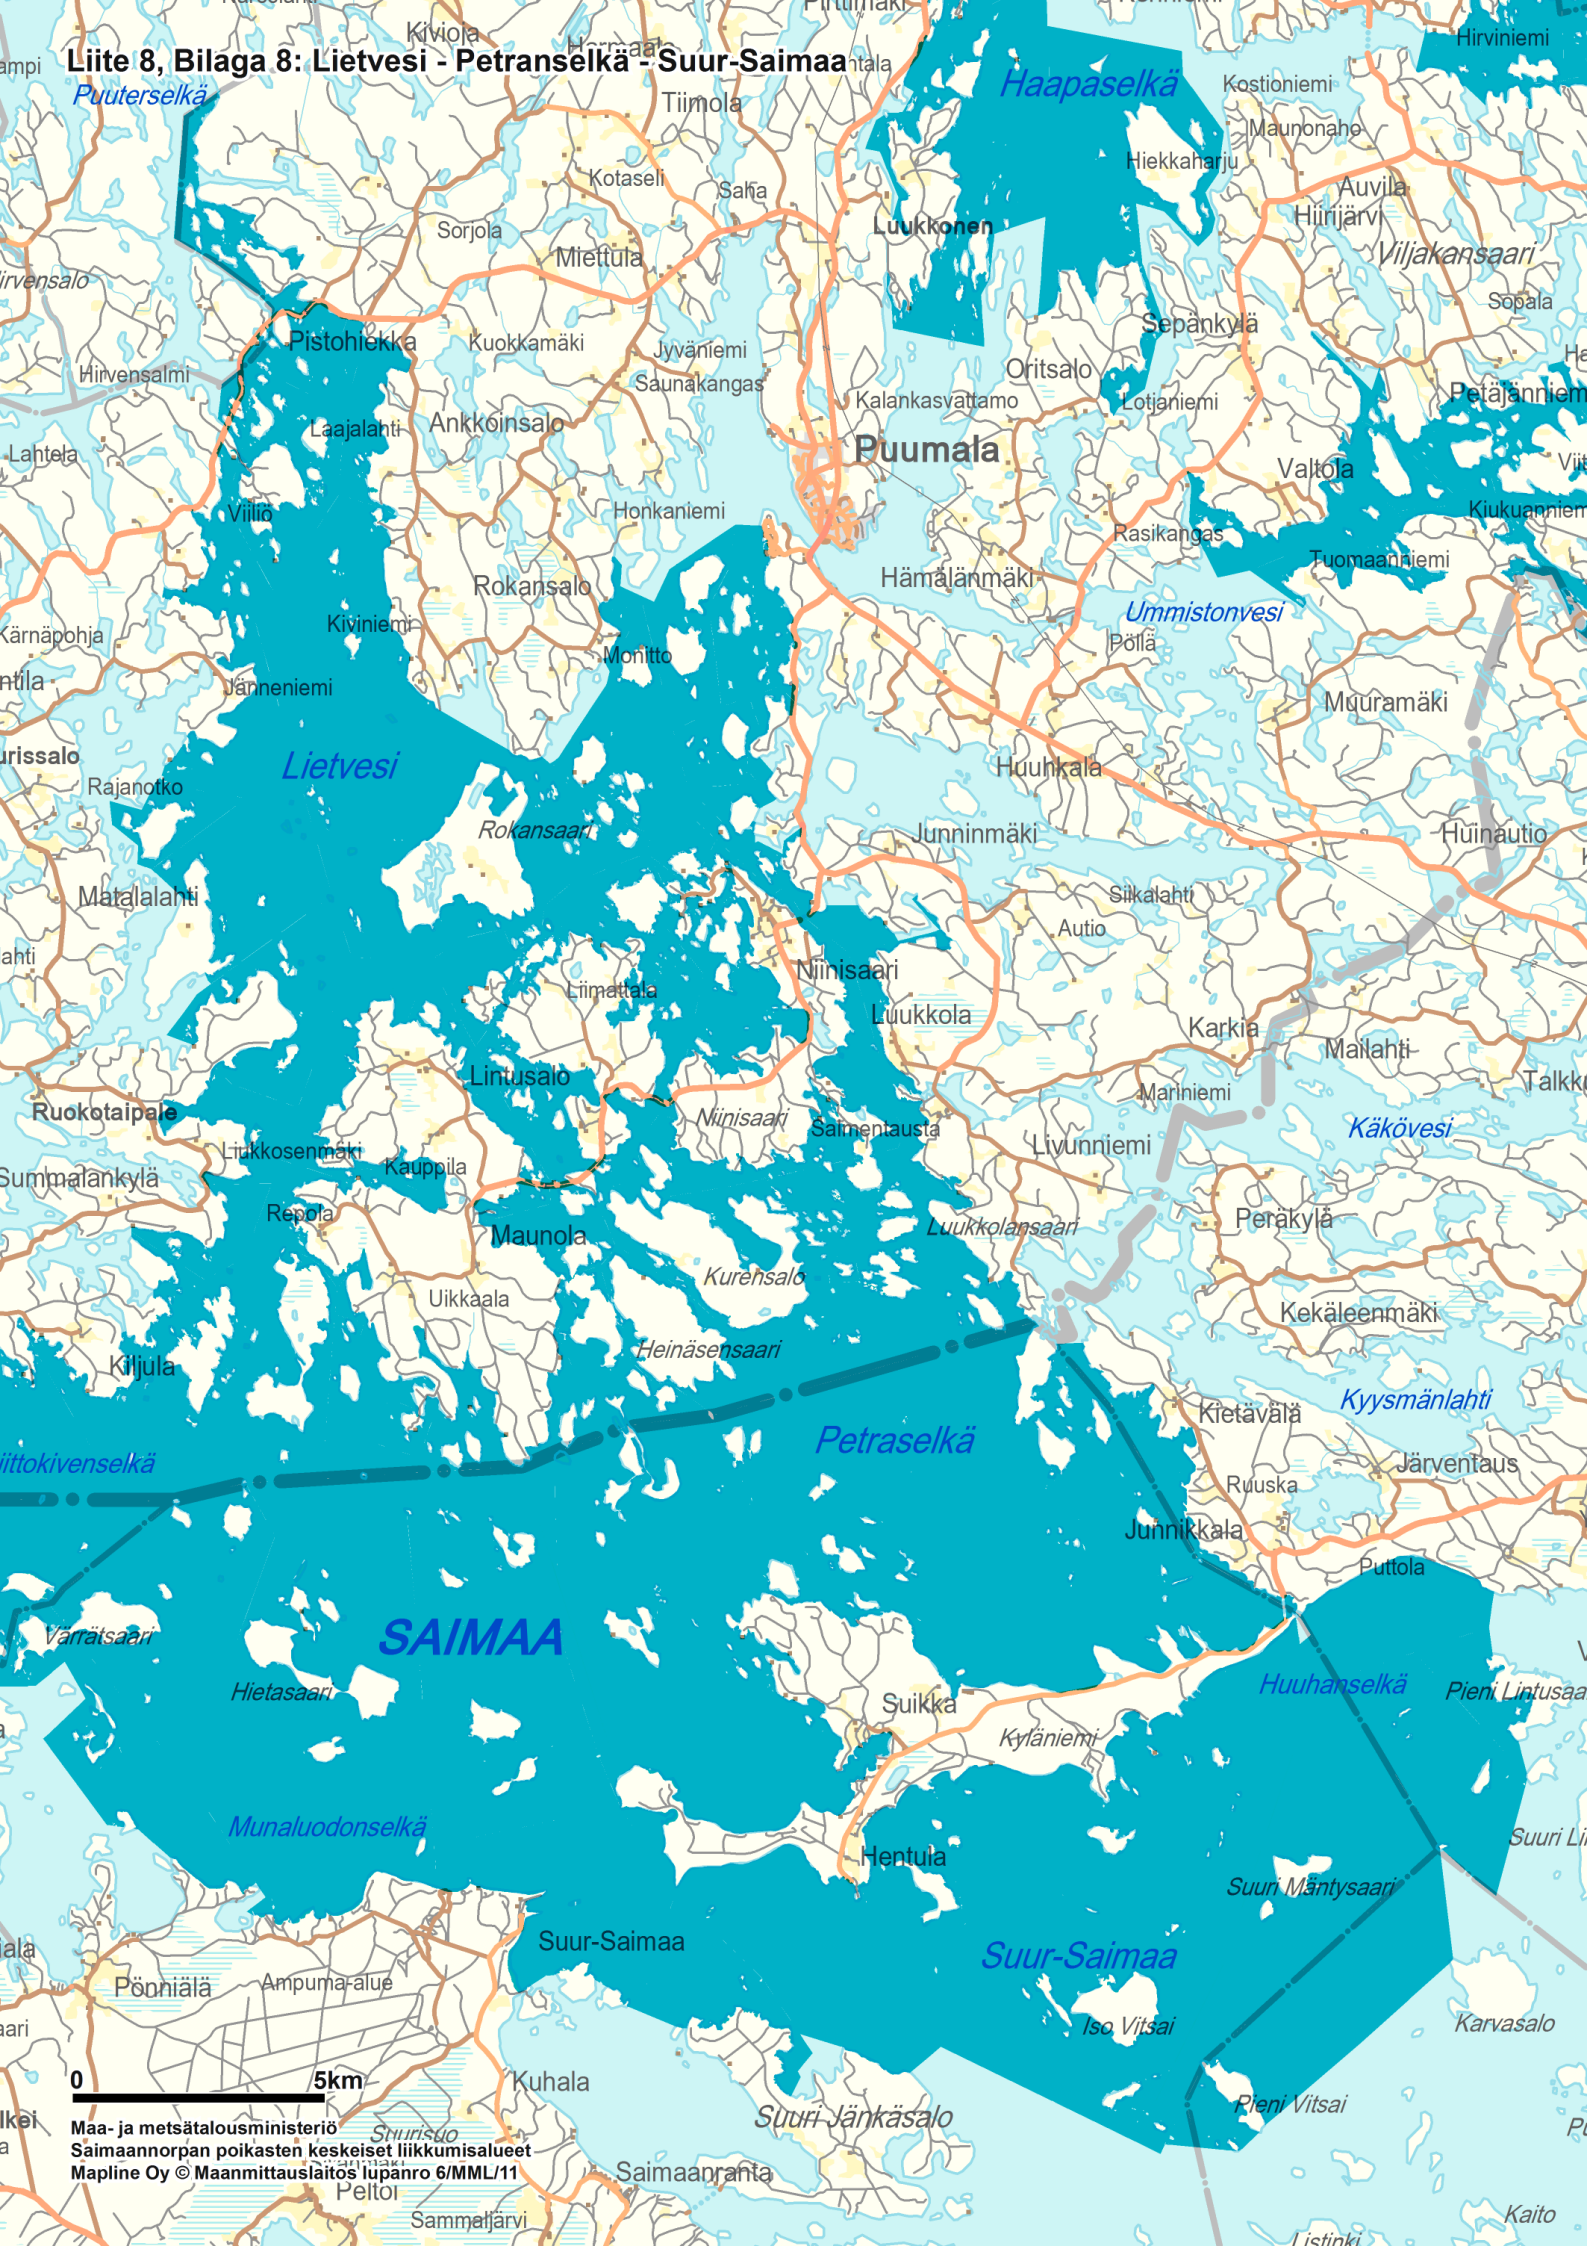 Kivioja
Liite 8, Bilaga 8: Lietvesi - Petranselkä - Suur-Saimaa
Hirviniemi
Puuterselkä
Haapaselkä
Kostioniemi
Tiimola
Maunonaho
Hiekkaharju
Kotaseli
Saha
Auvila
Hiirijärvi
Sorjola
Luukkonen
Miettula
Viljakansaari
Sopala
Sepänkylä
Pistohiekka
Kuokkamäki
Jyväniemi
Hirvensalmi
Saunakangas
Oritsalo
Kalankasvattamo
Lotjaniemi
Laajalahti
Ankkoinsalo
Puumala
Lahtela
Valtola
Viiliö
Honkaniemi
Rasikangas
Tuomaanniemi
Rokansalo
Hämälänmäki
Ummistonvesi
Kiviniemi
Kärnäpohja
Pöllä
Monitto
Jänneniemi
Muuramäki
Lietvesi
Huuhkala
Rajanotko
Rokansaari
Junninmäki
Huinautio
Matalalahti
Siikalahti
Autio
Niinisaari
Liimattala
Luukkola
Karkia
Mailahti
Lintusalo
Mariniemi
Ruokotaipale
Niinisaari
Saimentausta
Käkövesi
Liukkosenmäki
Kauppila
Livunniemi
Summalankylä
Repola
Maunola
Luukkolansaari
Peräkylä
Kurensalo
Uikkaala
Kekäleenmäki
Heinäsensaari
Kiljula
Kyysmänlahti
Kietävälä
Petraselkä
Järventaus
Ruuska
Junnikkala
Puttola
SAIMAA
Värrätsaari
Hietasaari
Huuhanselkä
Suikka
Kyläniemi
Munaluodonselkä
Hentula
Suuri Mäntysaari
Suur-Saimaa
Suur-Saimaa
Pönniälä
Ampuma-alue
Iso Vitsai
Karvasalo
0 5km
Kuhala
Pieni Vitsai
Suuri Jänkäsalo
Maa- ja metsätalousministeriö
Suurisuo
Saimaannorpan poikasten keskeiset liikkumisalueet
Mapline Oy © Maanmittauslaitos lupanro 6/MML/11
Saimaanranta
Peltoi
Sammaljärvi
Kaito
Listinki